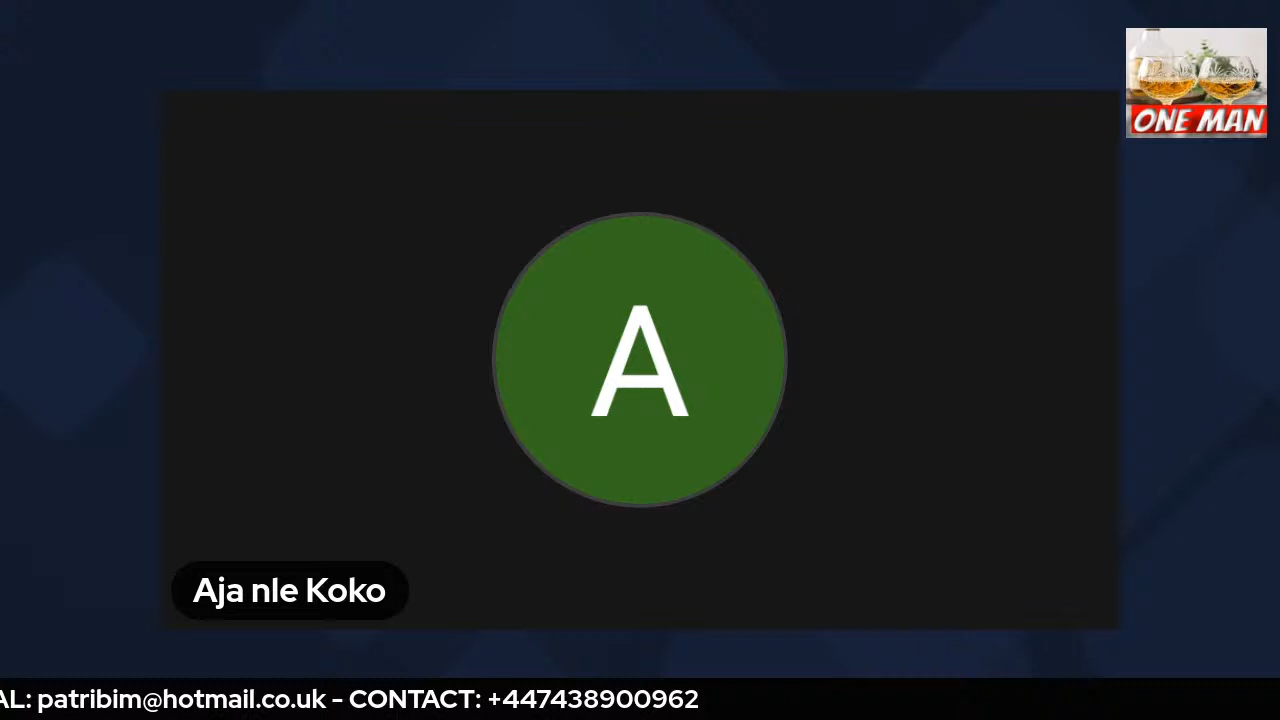 ONE MAN
A
Aja nle Koko
AL: patribim@hotmail.co.uk - CONTACT: +447438900962